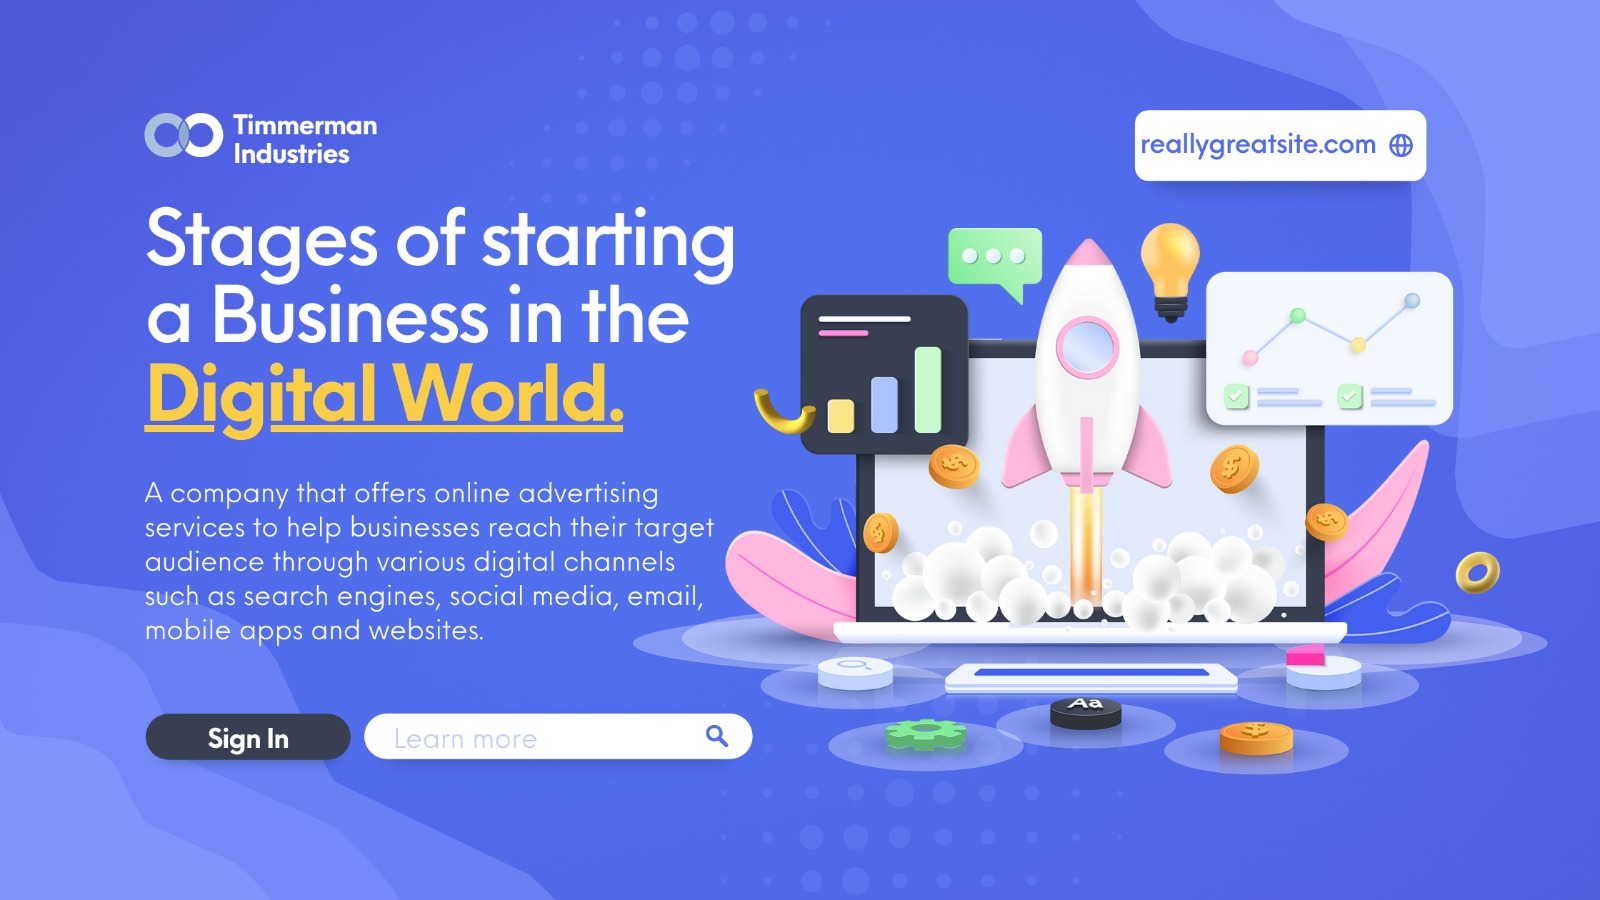 Timmerman
Industries
reallygreatsite.com
Stages of starting
a Business in the
Digital World.
A company that offers online advertising
services to help businesses reach their target
audience through various digital channels
such as search engines, social media, email,
mobile apps and websites.
Sign In
Learn more
$
$
$
$
Aa
$